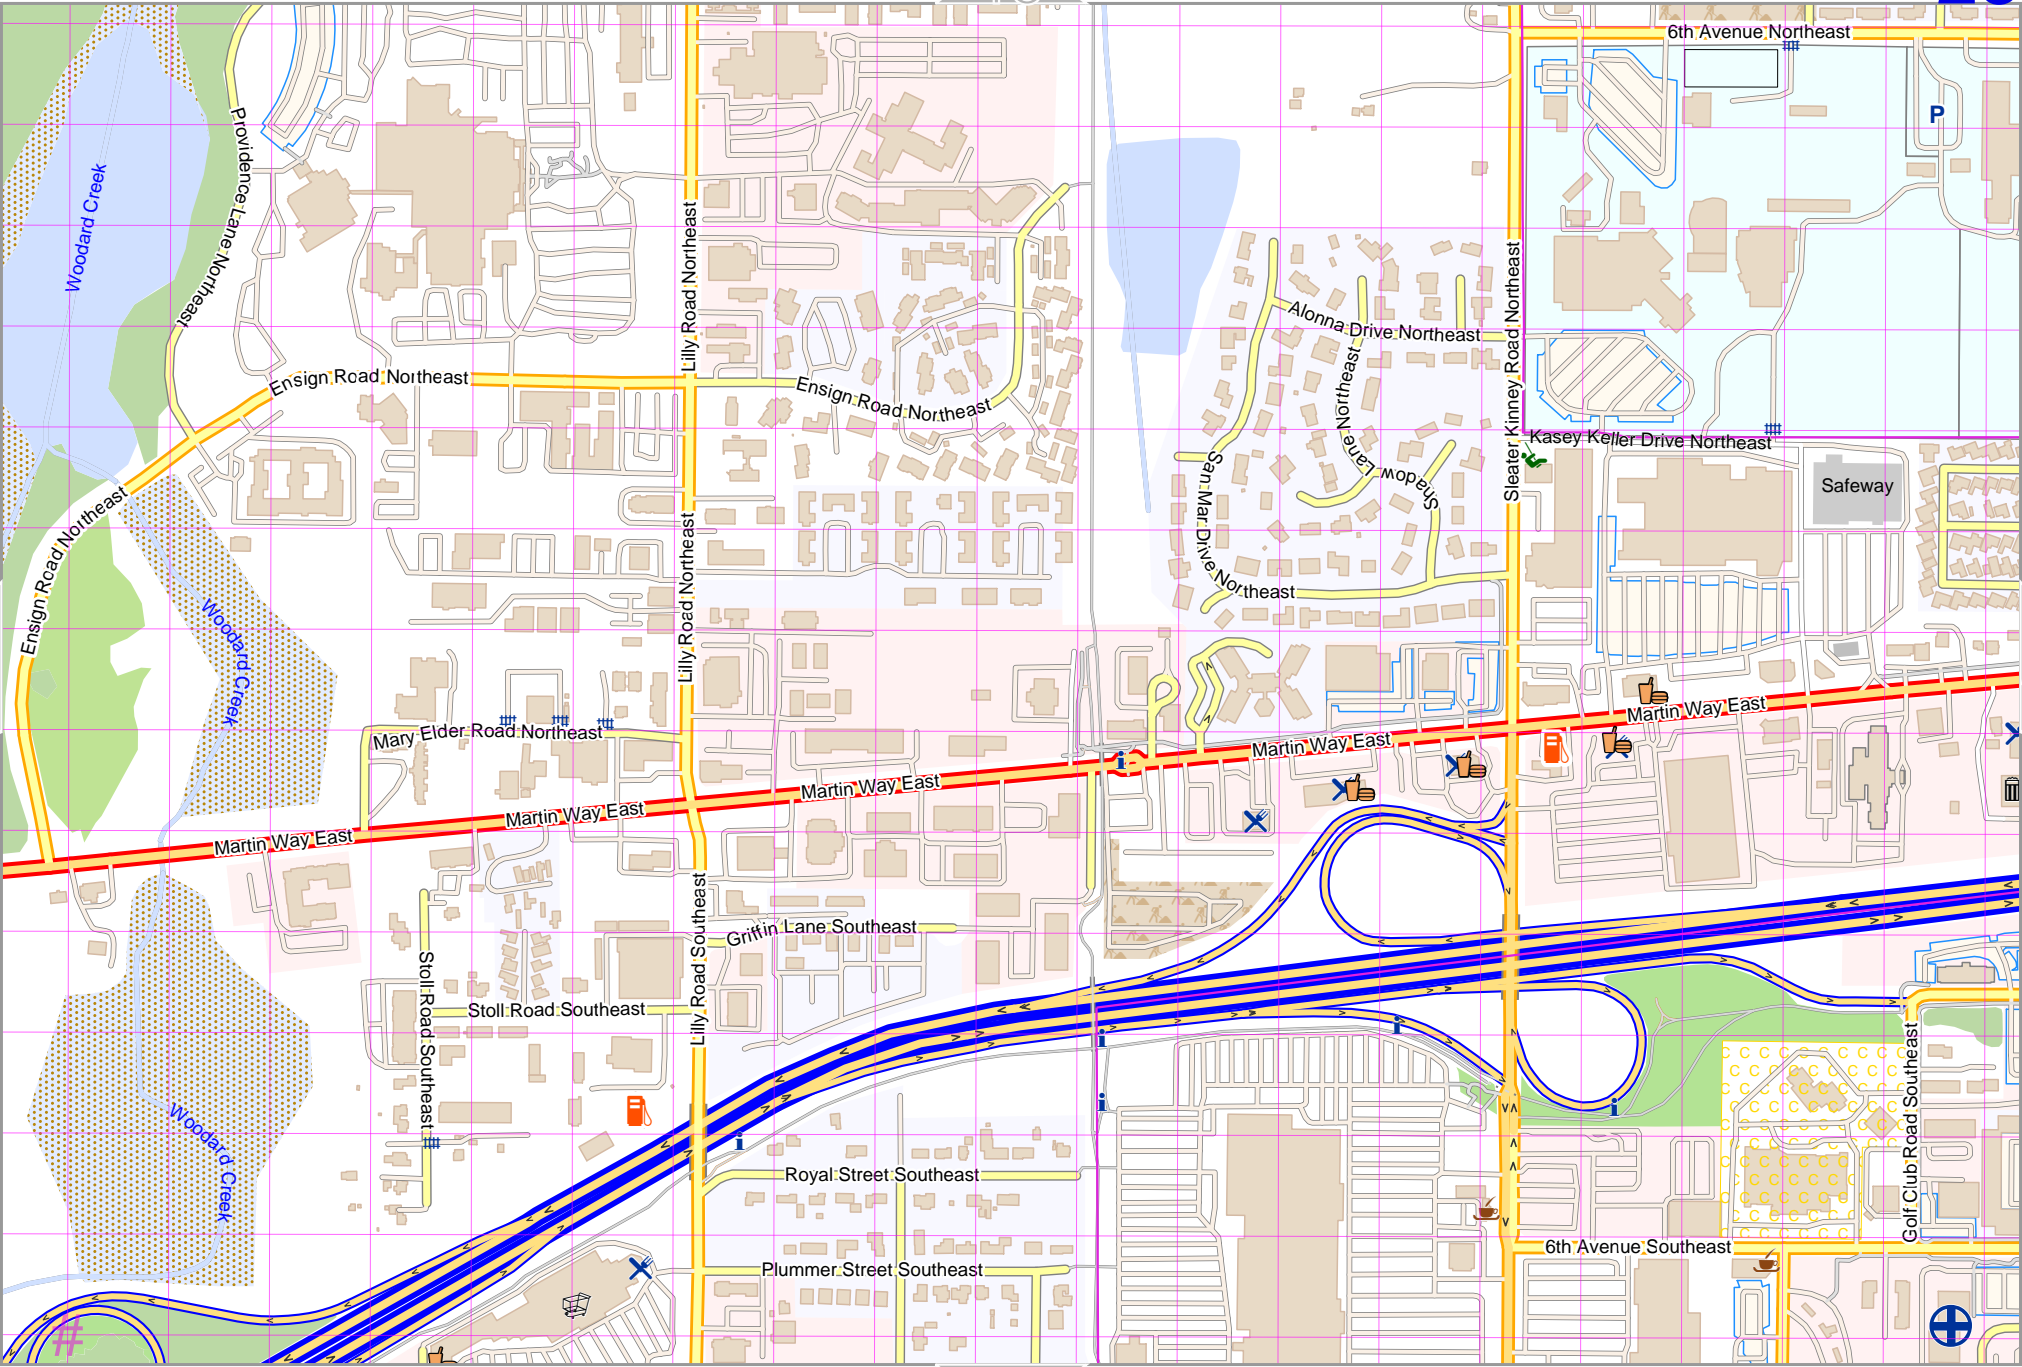 6th Avenue Northeast
P
Providence Lane Northeast
Woodard Creek
Lilly Road Northeast
Sleater Kinney Road Northeast
Alonna Drive Northeast
Ensign Road Northeast
Ensign Road Northeast
Shadow Lane Northeast
Kasey Keller Drive Northeast
San Mar Drive Northeast
Safeway
Ensign Road Northeast
Lilly Road Northeast
Woodard Creek
Mary Elder Road Northeast
Martin Way East
Martin Way East
Martin Way East
Martin Way East
Martin Way East
Griffin Lane Southeast
Lilly Road Southeast
Stoll Road Southeast
Stoll Road Southeast
Golf Club Road Southeast
Woodard Creek
Royal Street Southeast
6th Avenue Southeast
Plummer Street Southeast
#